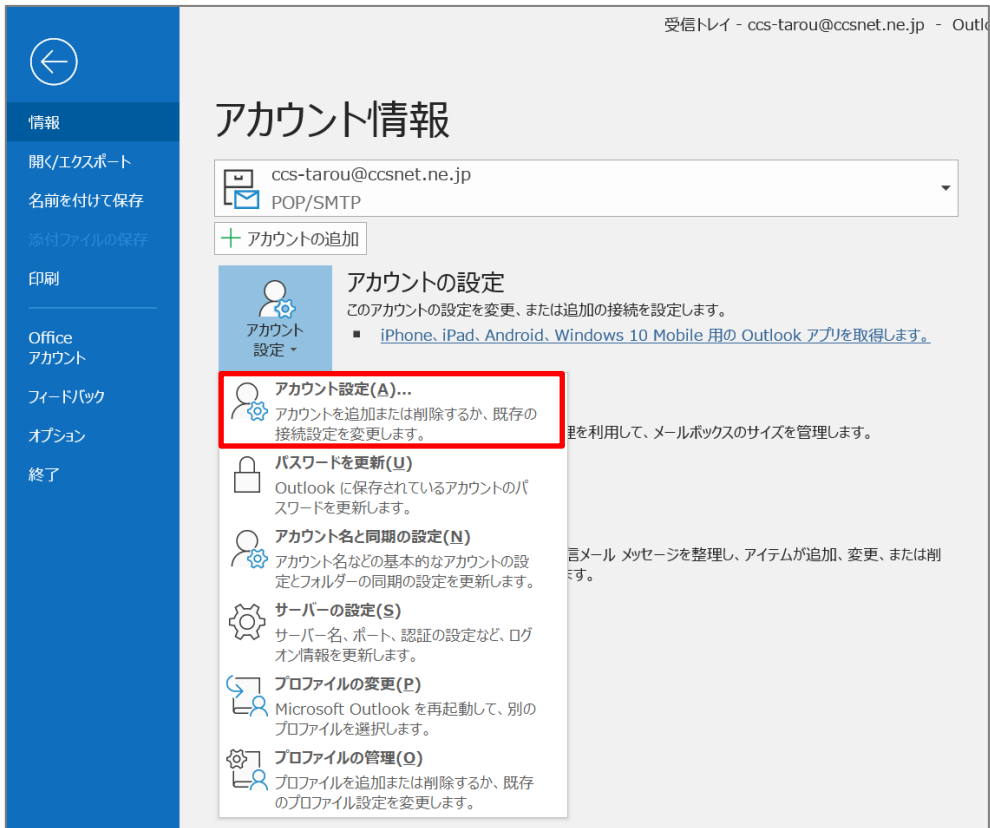 受信トレイ - ccs-tarou@ccsnet.ne.jp - Outl
情報
開く/エクスポート
名前を付けて保存
添付ファイルの保存
印刷
Office
アカウント
フィードバック
オプション
終了
アカウント情報
ccs-tarou@ccsnet.ne.jp
POP/SMTP
アカウントの追加
アカウント
設定
アカウントの設定
このアカウントの設定を変更、または追加の接続を設定します。
■ iPhone、iPad、Android、Windows 10 Mobile 用の Outlook アプリを取得します。
アカウント設定(A)...
アカウントを追加または削除するか、既存の
接続設定を変更します。
理を利用して、メールボックスのサイズを管理します。
パスワードを更新(U)
Outlook に保存されているアカウントのパ
スワードを更新します。
アカウント名と同期の設定(N)
アカウント名などの基本的なアカウントの設
定とフォルダーの同期の設定を更新します。
信メール メッセージを整理し、アイテムが追加、変更、または削
ます。
サーバーの設定(S)
サーバー名、ポート、認証の設定など、ログ
オン情報を更新します。
プロファイルの変更(P)
Microsoft Outlook を再起動して、別の
プロファイルを選択します。
プロファイルの管理(O)
プロファイルを追加または削除するか、既存
のプロファイル設定を変更します。